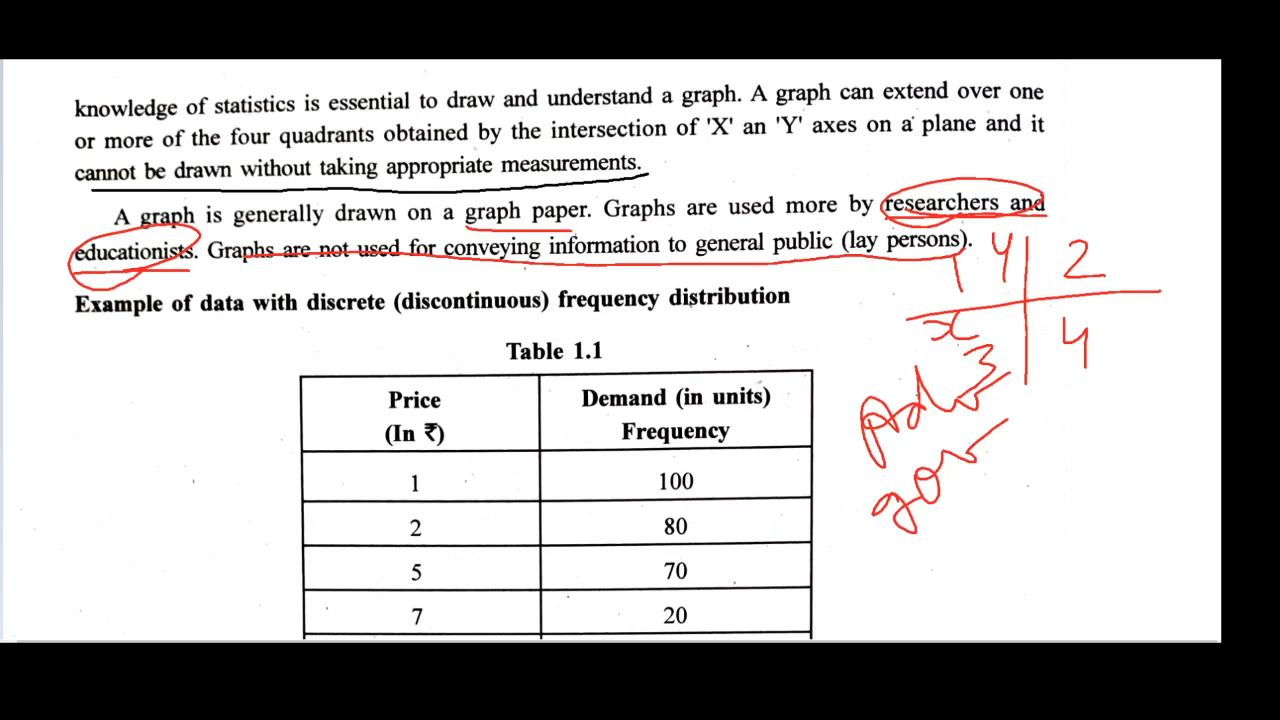 knowledge of statistics is essential to draw and understand a graph. A graph can extend over one
or more of the four quadrants obtained by the intersection of 'X' an 'Y' axes on a plane and it
cannot be drawn without taking appropriate measurements.
A graph is generally drawn on a graph paper. Graphs are used more by researchers and
educationists. Graphs are not used for conveying information to general public (lay persons).
1 Y 2
x 3 4
Example of data with discrete (discontinuous) frequency distribution
Table 1.1
Price Demand (in units)
(In ₹) Frequency
1 100
2 80
5 70
7 20